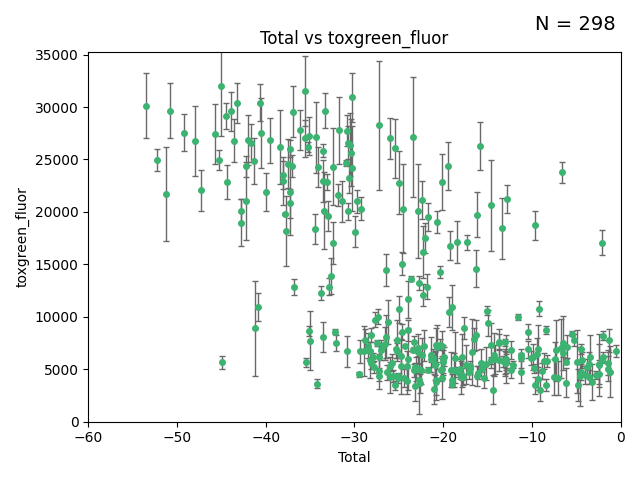 N = 298
Total vs toxgreen_fluor
35000
30000
25000
20000
15000
10000
5000
0
toxgreen_fluor
−60 −50 −40 −30 −20 −10 0
Total